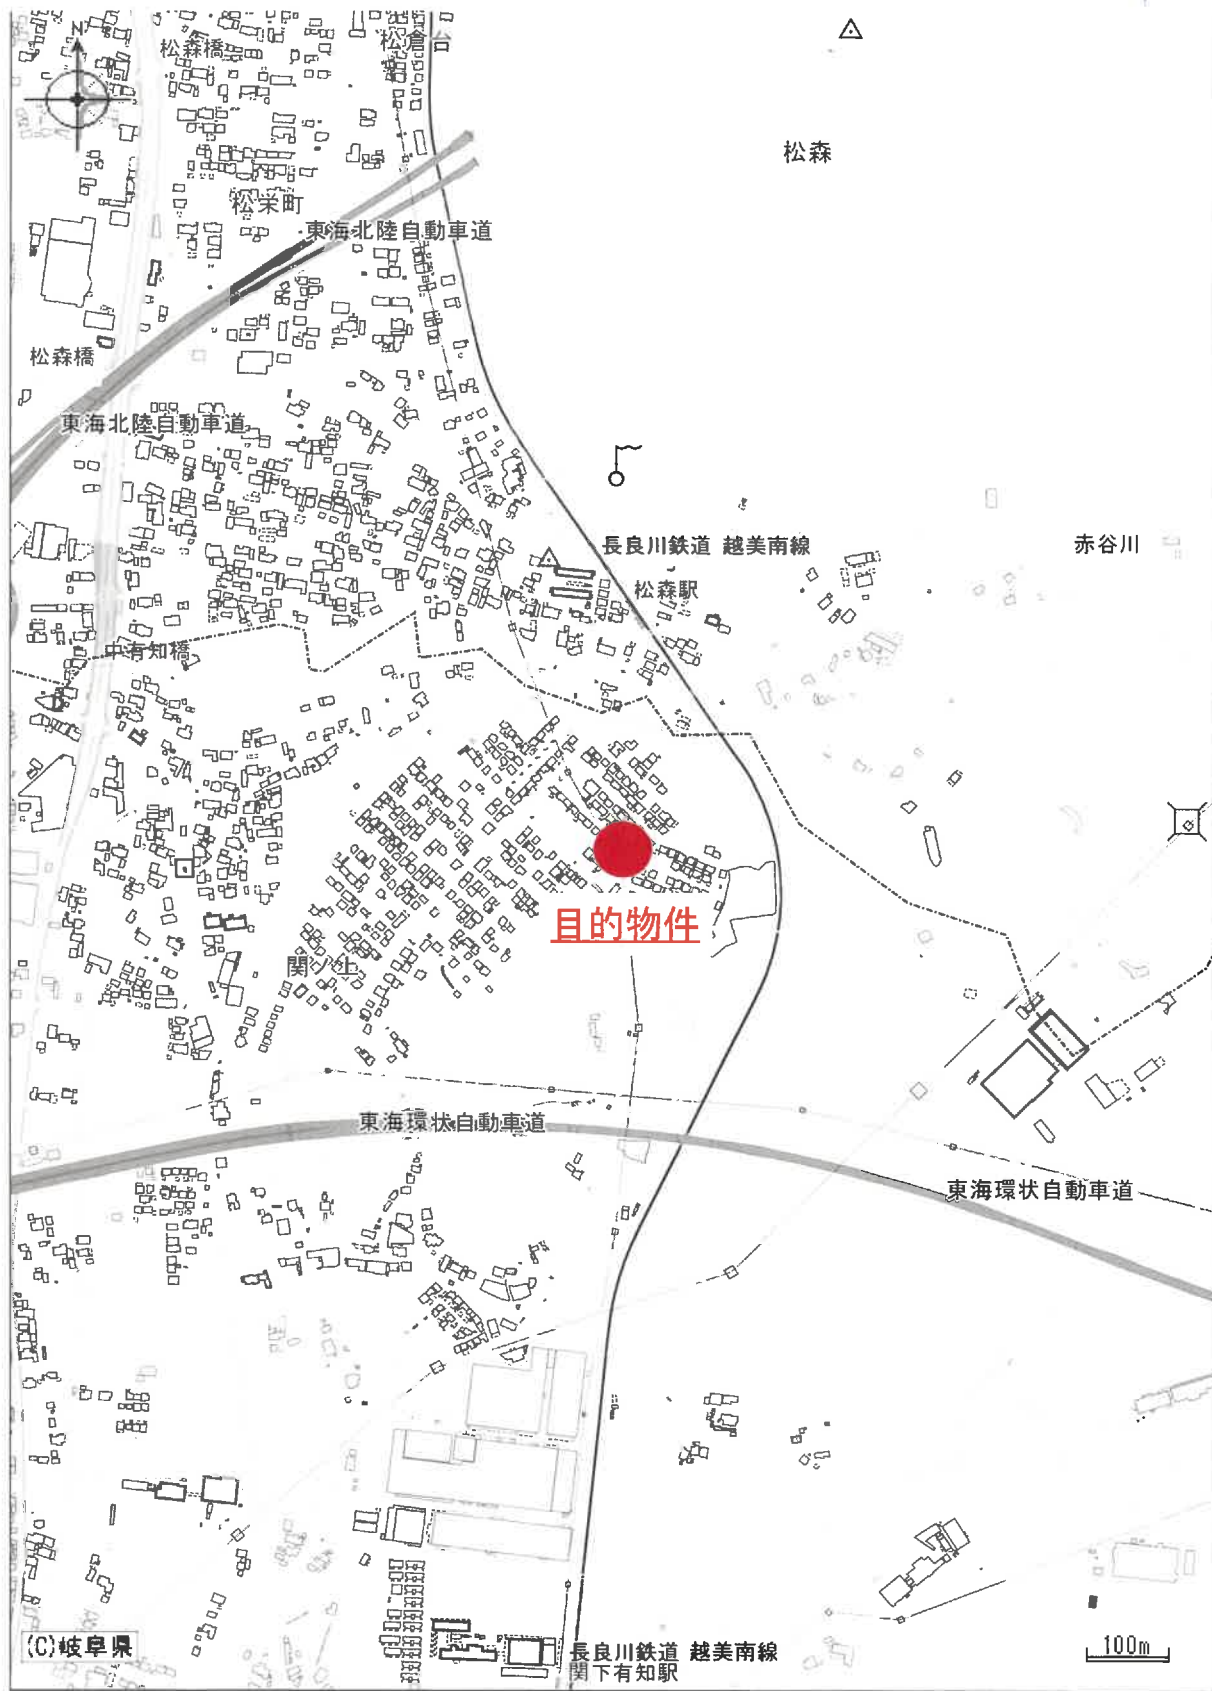 N
松森橋
松倉台
松森
松栄町
東海北陸自動車道
松森橋
東海北陸自動車道
長良川鉄道 越美南線
赤谷川
松森駅
中有知橋
目的物件
関ノ上
東海環状自動車道
東海環状自動車道
(C)岐阜県
長良川鉄道 越美南線
関下有知駅
100m